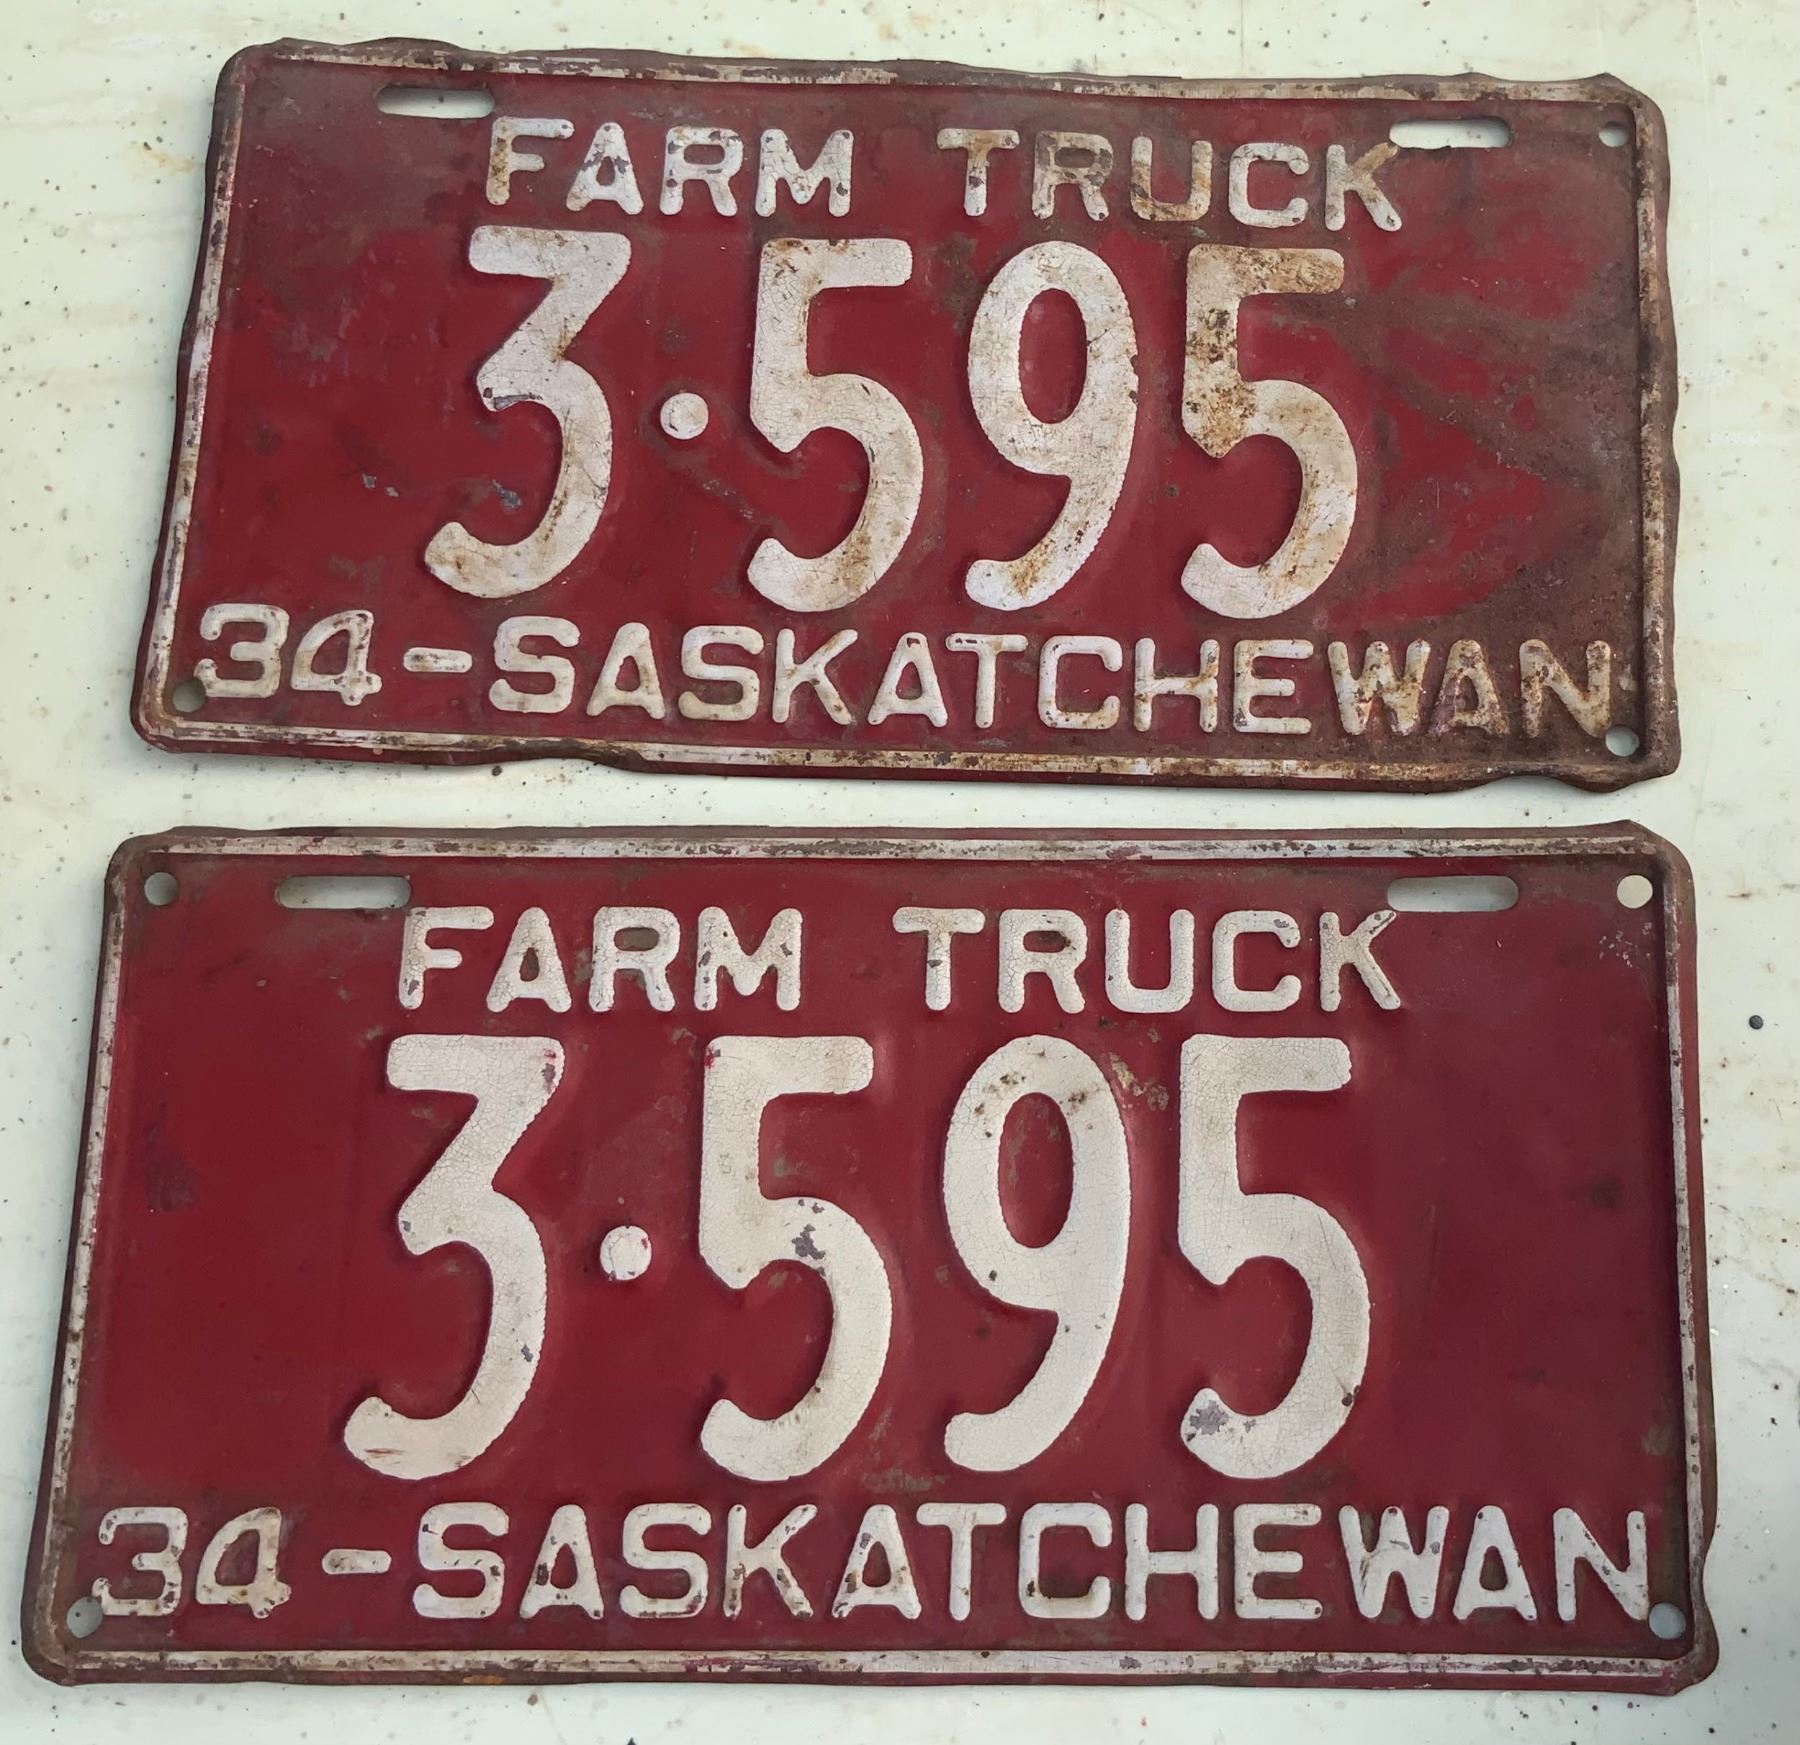 FARM TRUCK
3·595
34-SASKATCHEWAN
FARM TRUCK
3·595
34-SASKATCHEWAN